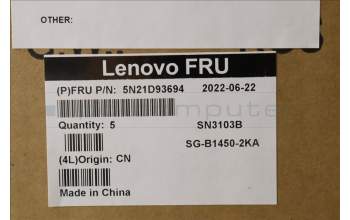 OTHER:
Lenovo FRU
(P)FRU P/N: 5N21D93694 2022-06-22
Quantity: 5 SN3103B
SG-B1450-2KA
(4L)Origin: CN
Made in China